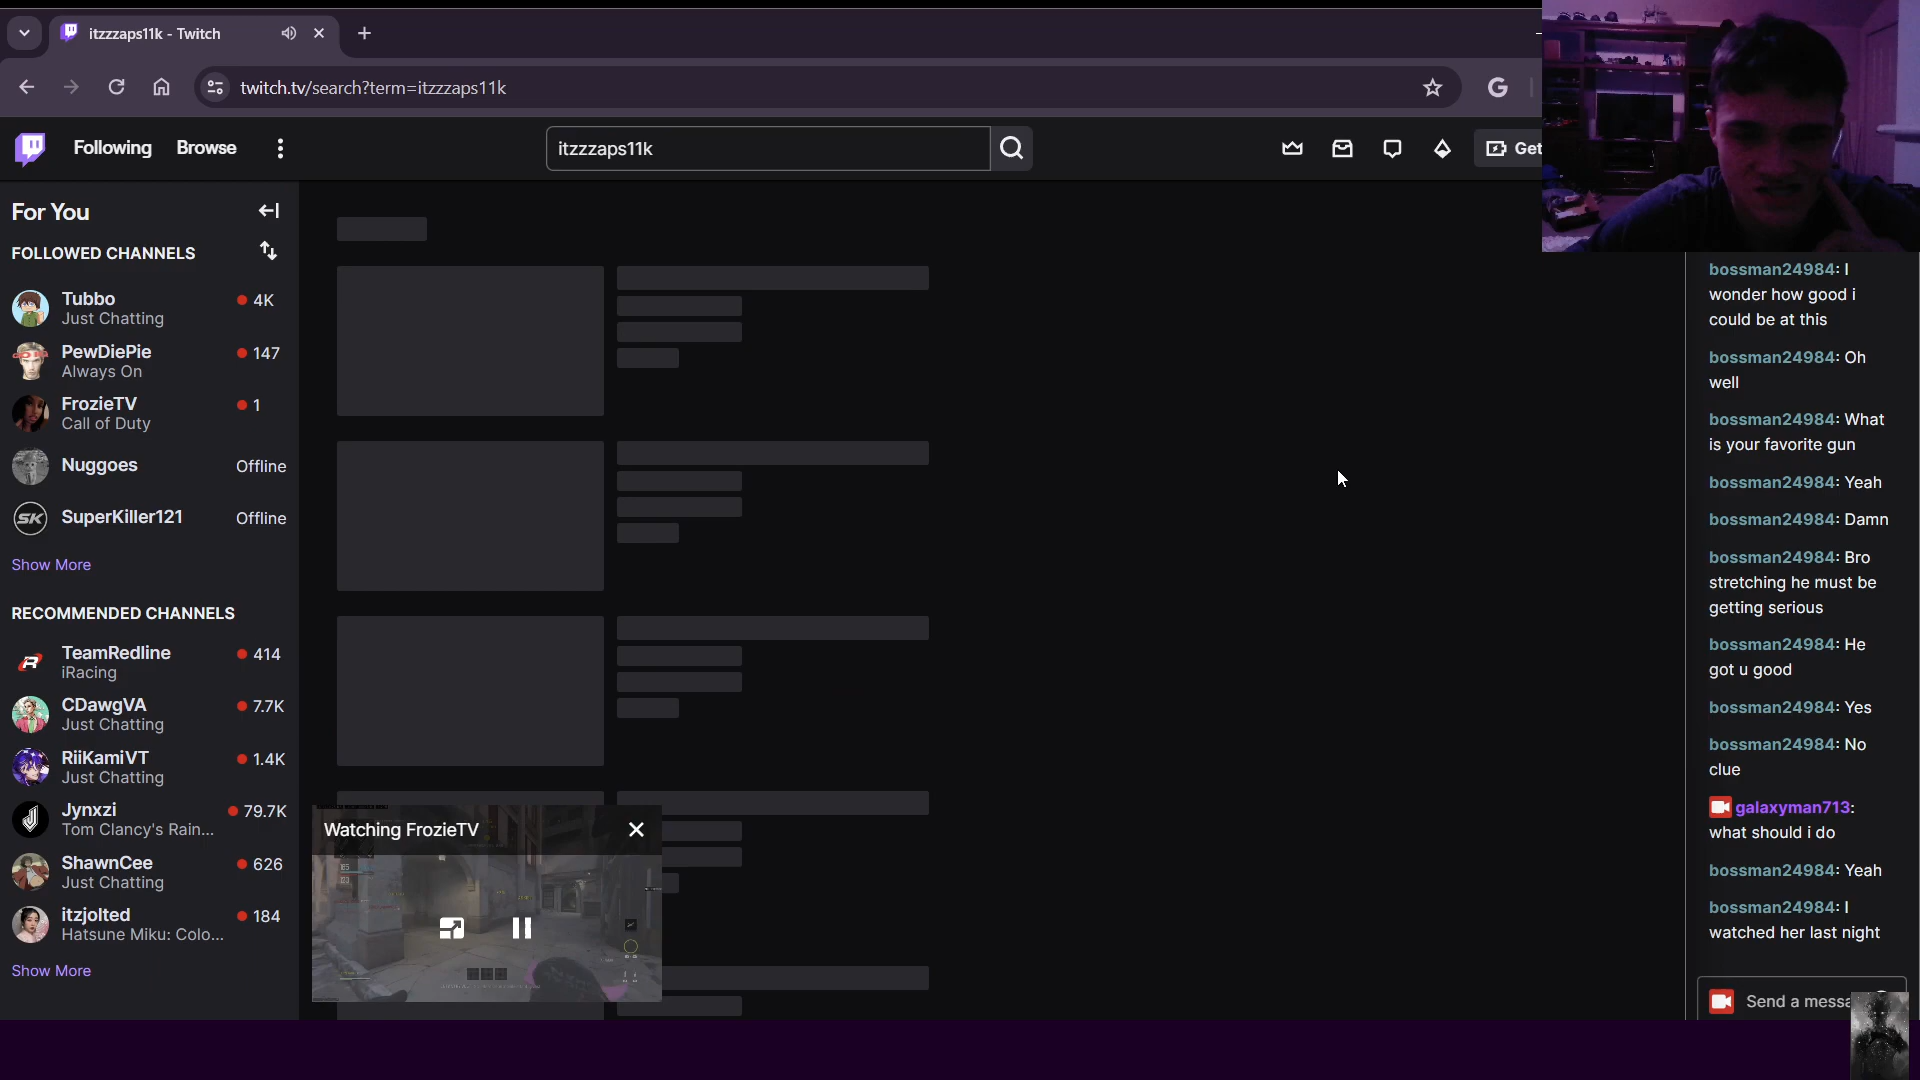 itzzzaps11k - Twitch
twitch.tv/search?term=itzzzaps11k
Following
Browse
itzzzaps11k
Get
For You
FOLLOWED CHANNELS
Tubbo
4K
Just Chatting
PewDiePie
147
Always On
FrozieTV
1
Call of Duty
Nuggoes
Offline
SuperKiller121
Offline
Show More
RECOMMENDED CHANNELS
TeamRedline
414
iRacing
CDawgVA
7.7K
Just Chatting
RiiKamiVT
1.4K
Just Chatting
Jynxzi
79.7K
Tom Clancy's Rain...
ShawnCee
626
Just Chatting
itzjolted
184
Hatsune Miku: Colo...
Show More
Watching FrozieTV
bossman24984: I
wonder how good i
could be at this
bossman24984: Oh
well
bossman24984: What
is your favorite gun
bossman24984: Yeah
bossman24984: Damn
bossman24984: Bro
stretching he must be
getting serious
bossman24984: He
got u good
bossman24984: Yes
bossman24984: No
clue
galaxyman713:
what should i do
bossman24984: Yeah
bossman24984: I
watched her last night
Send a messa